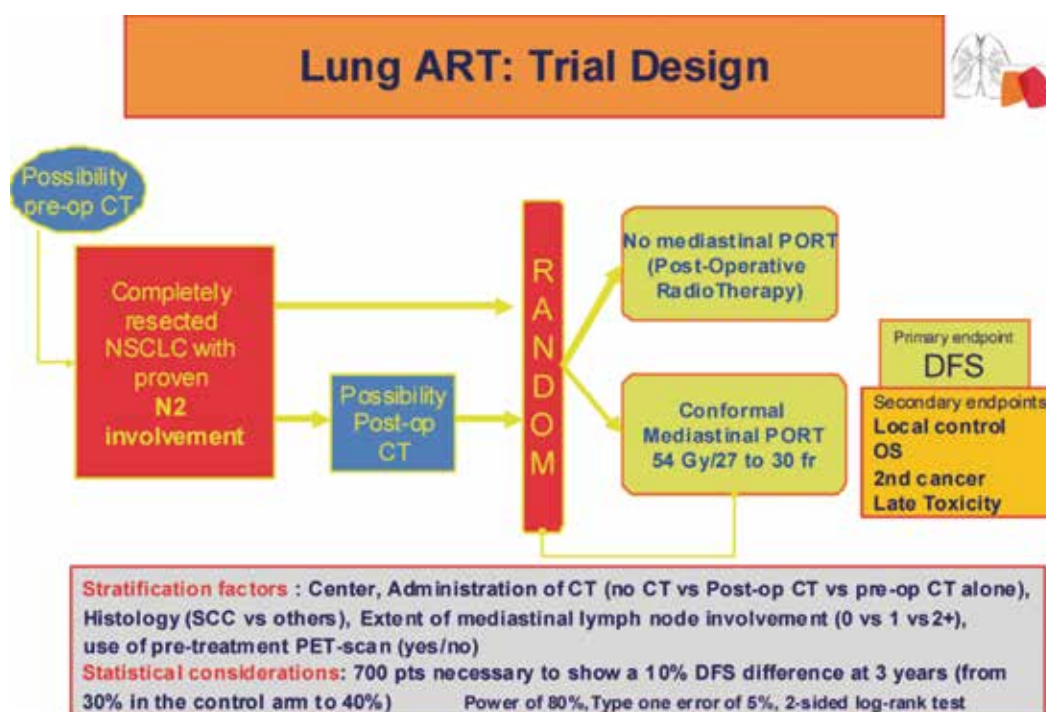 Lung ART: Trial Design
Possibility
pre-op CT
Completely
resected
NSCLC with
proven
N2
involvement
Possibility
Post-op
CT
R
A
N
D
O
M
No mediastinal PORT
(Post-Operative
RadioTherapy)
Conformal
Mediastinal PORT
54 Gy/27 to 30 fr
Primary endpoint
DFS
Secondary endpoints
Local control
OS
2nd cancer
Late Toxicity
Stratification factors : Center, Administration of CT (no CT vs Post-op CT vs pre-op CT alone),
Histology (SCC vs others), Extent of mediastinal lymph node involvement (0 vs 1 vs 2+),
use of pre-treatment PET-scan (yes/no)
Statistical considerations: 700 pts necessary to show a 10% DFS difference at 3 years (from
30% in the control arm to 40%) Power of 80%, Type one error of 5%, 2-sided log-rank test